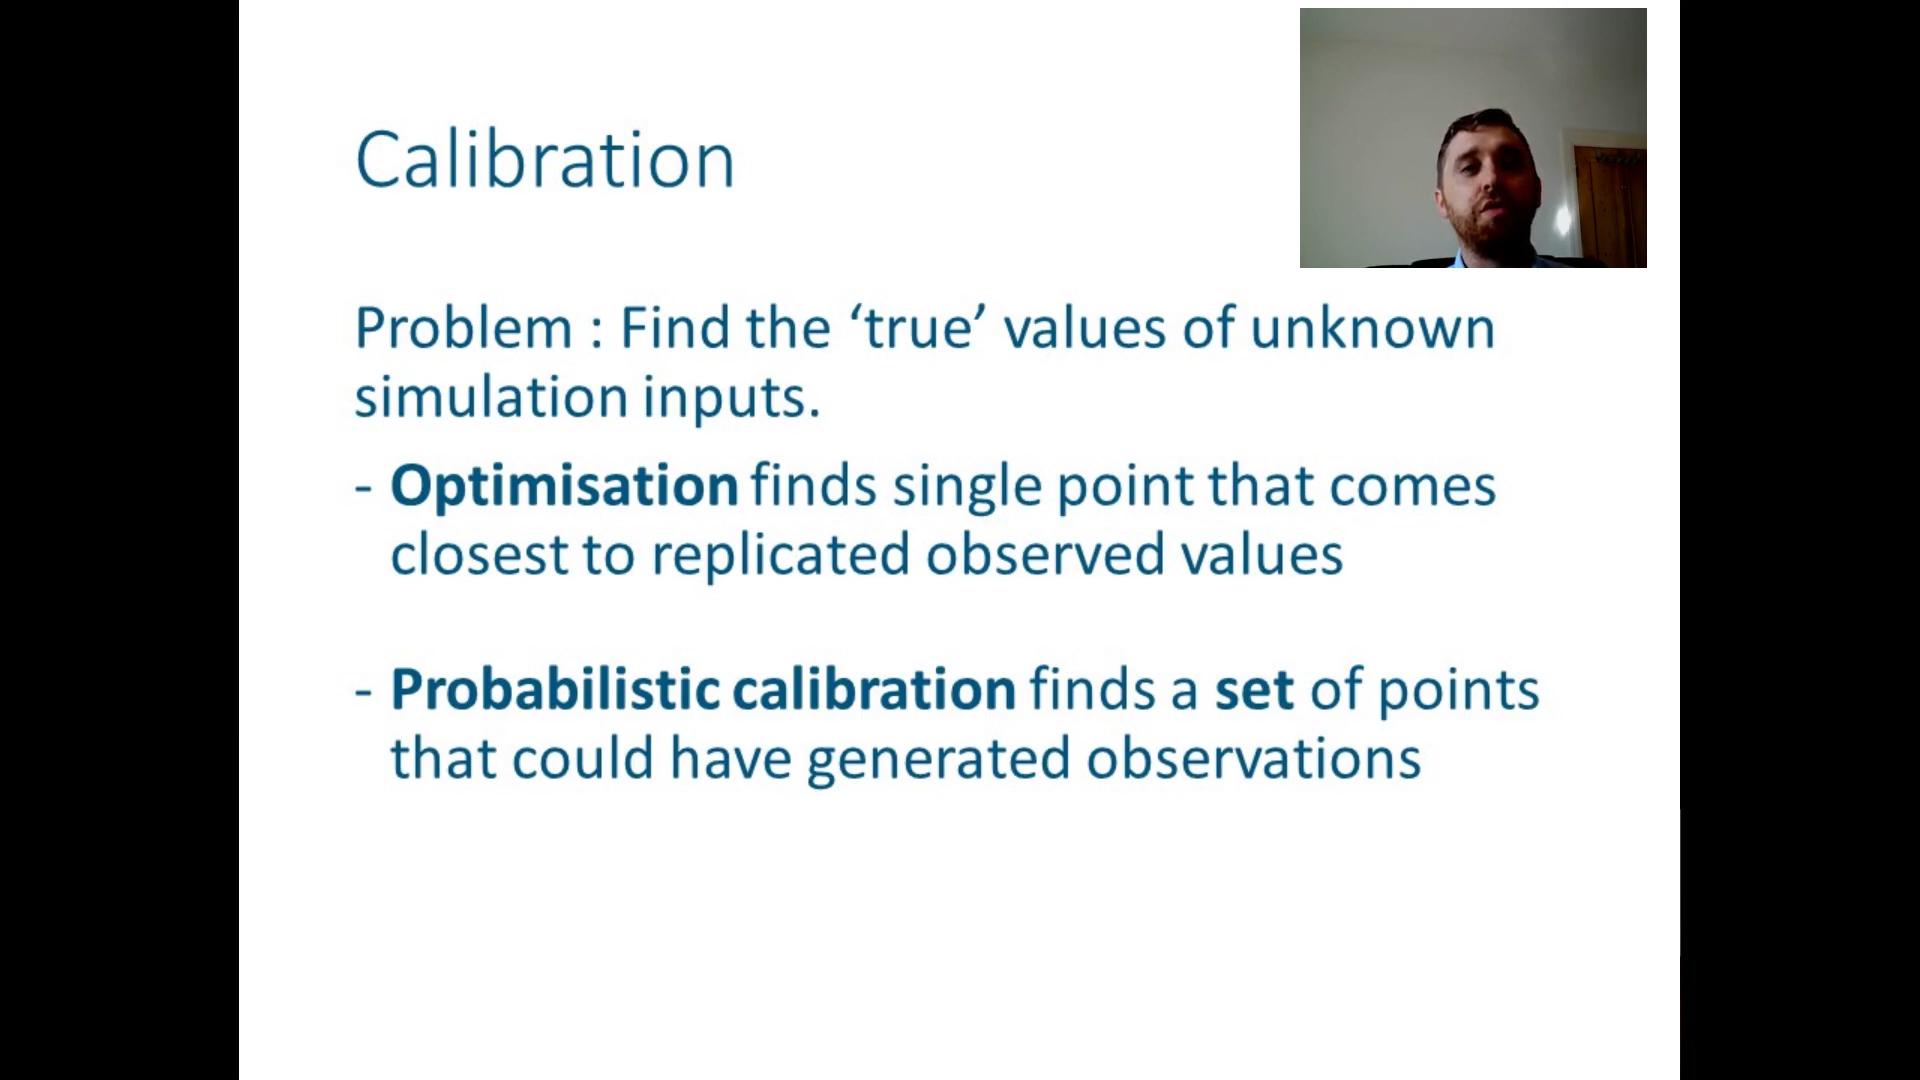 Calibration
Problem : Find the ‘true’ values of unknown
simulation inputs.
- Optimisation finds single point that comes
closest to replicated observed values
- Probabilistic calibration finds a set of points
that could have generated observations